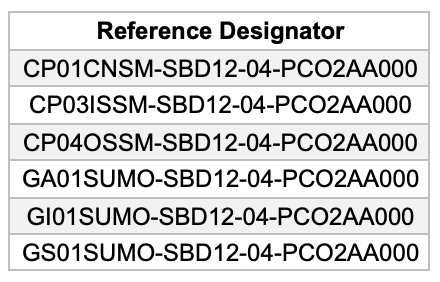 Reference Designator
CP01CNSM-SBD12-04-PCO2AA000
CP03ISSM-SBD12-04-PCO2AA000
CP04OSSM-SBD12-04-PCO2AA000
GA01SUMO-SBD12-04-PCO2AA000
GI01SUMO-SBD12-04-PCO2AA000
GS01SUMO-SBD12-04-PCO2AA000